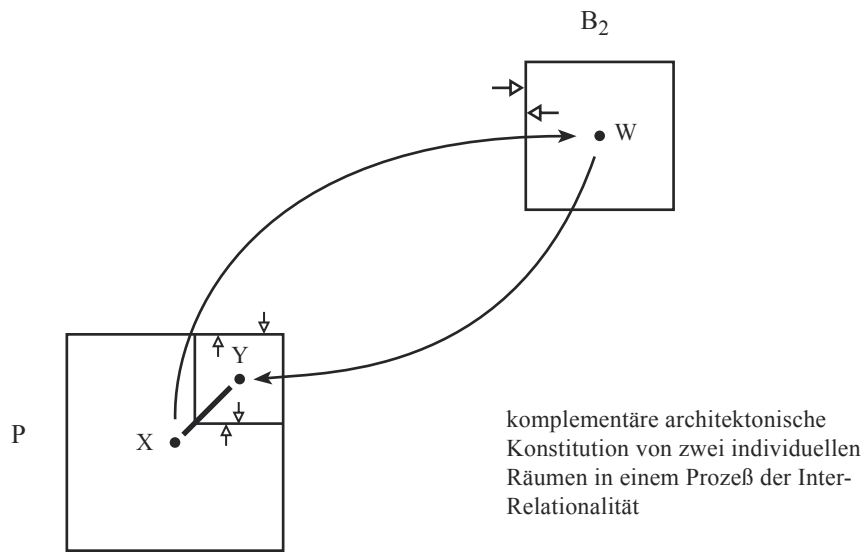 B₂
W
Y
X
P
komplementäre architektonische
Konstitution von zwei individuellen
Räumen in einem Prozeß der Inter-
Relationalität